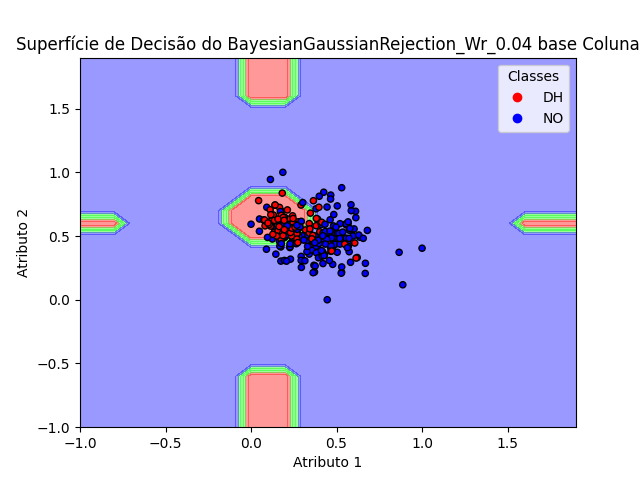 Superfície de Decisão do BayesianGaussianRejection_Wr_0.04 base Coluna
Classes
DH
NO
Atributo 2
1.5
1.0
0.5
0.0
−0.5
−1.0
−1.0
−0.5
0.0
0.5
1.0
1.5
Atributo 1